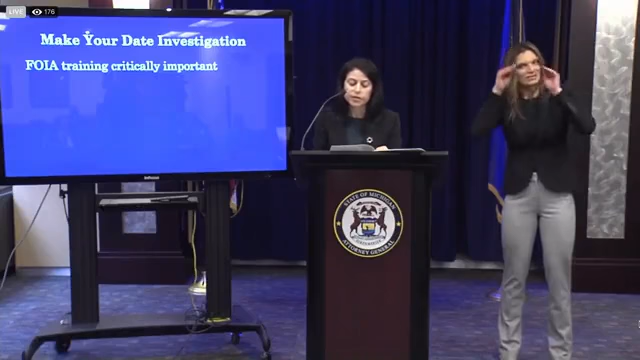 LIVE 176
Make Your Date Investigation
FOIA training critically important
STATE OF MICHIGAN
ATTORNEY GENERAL